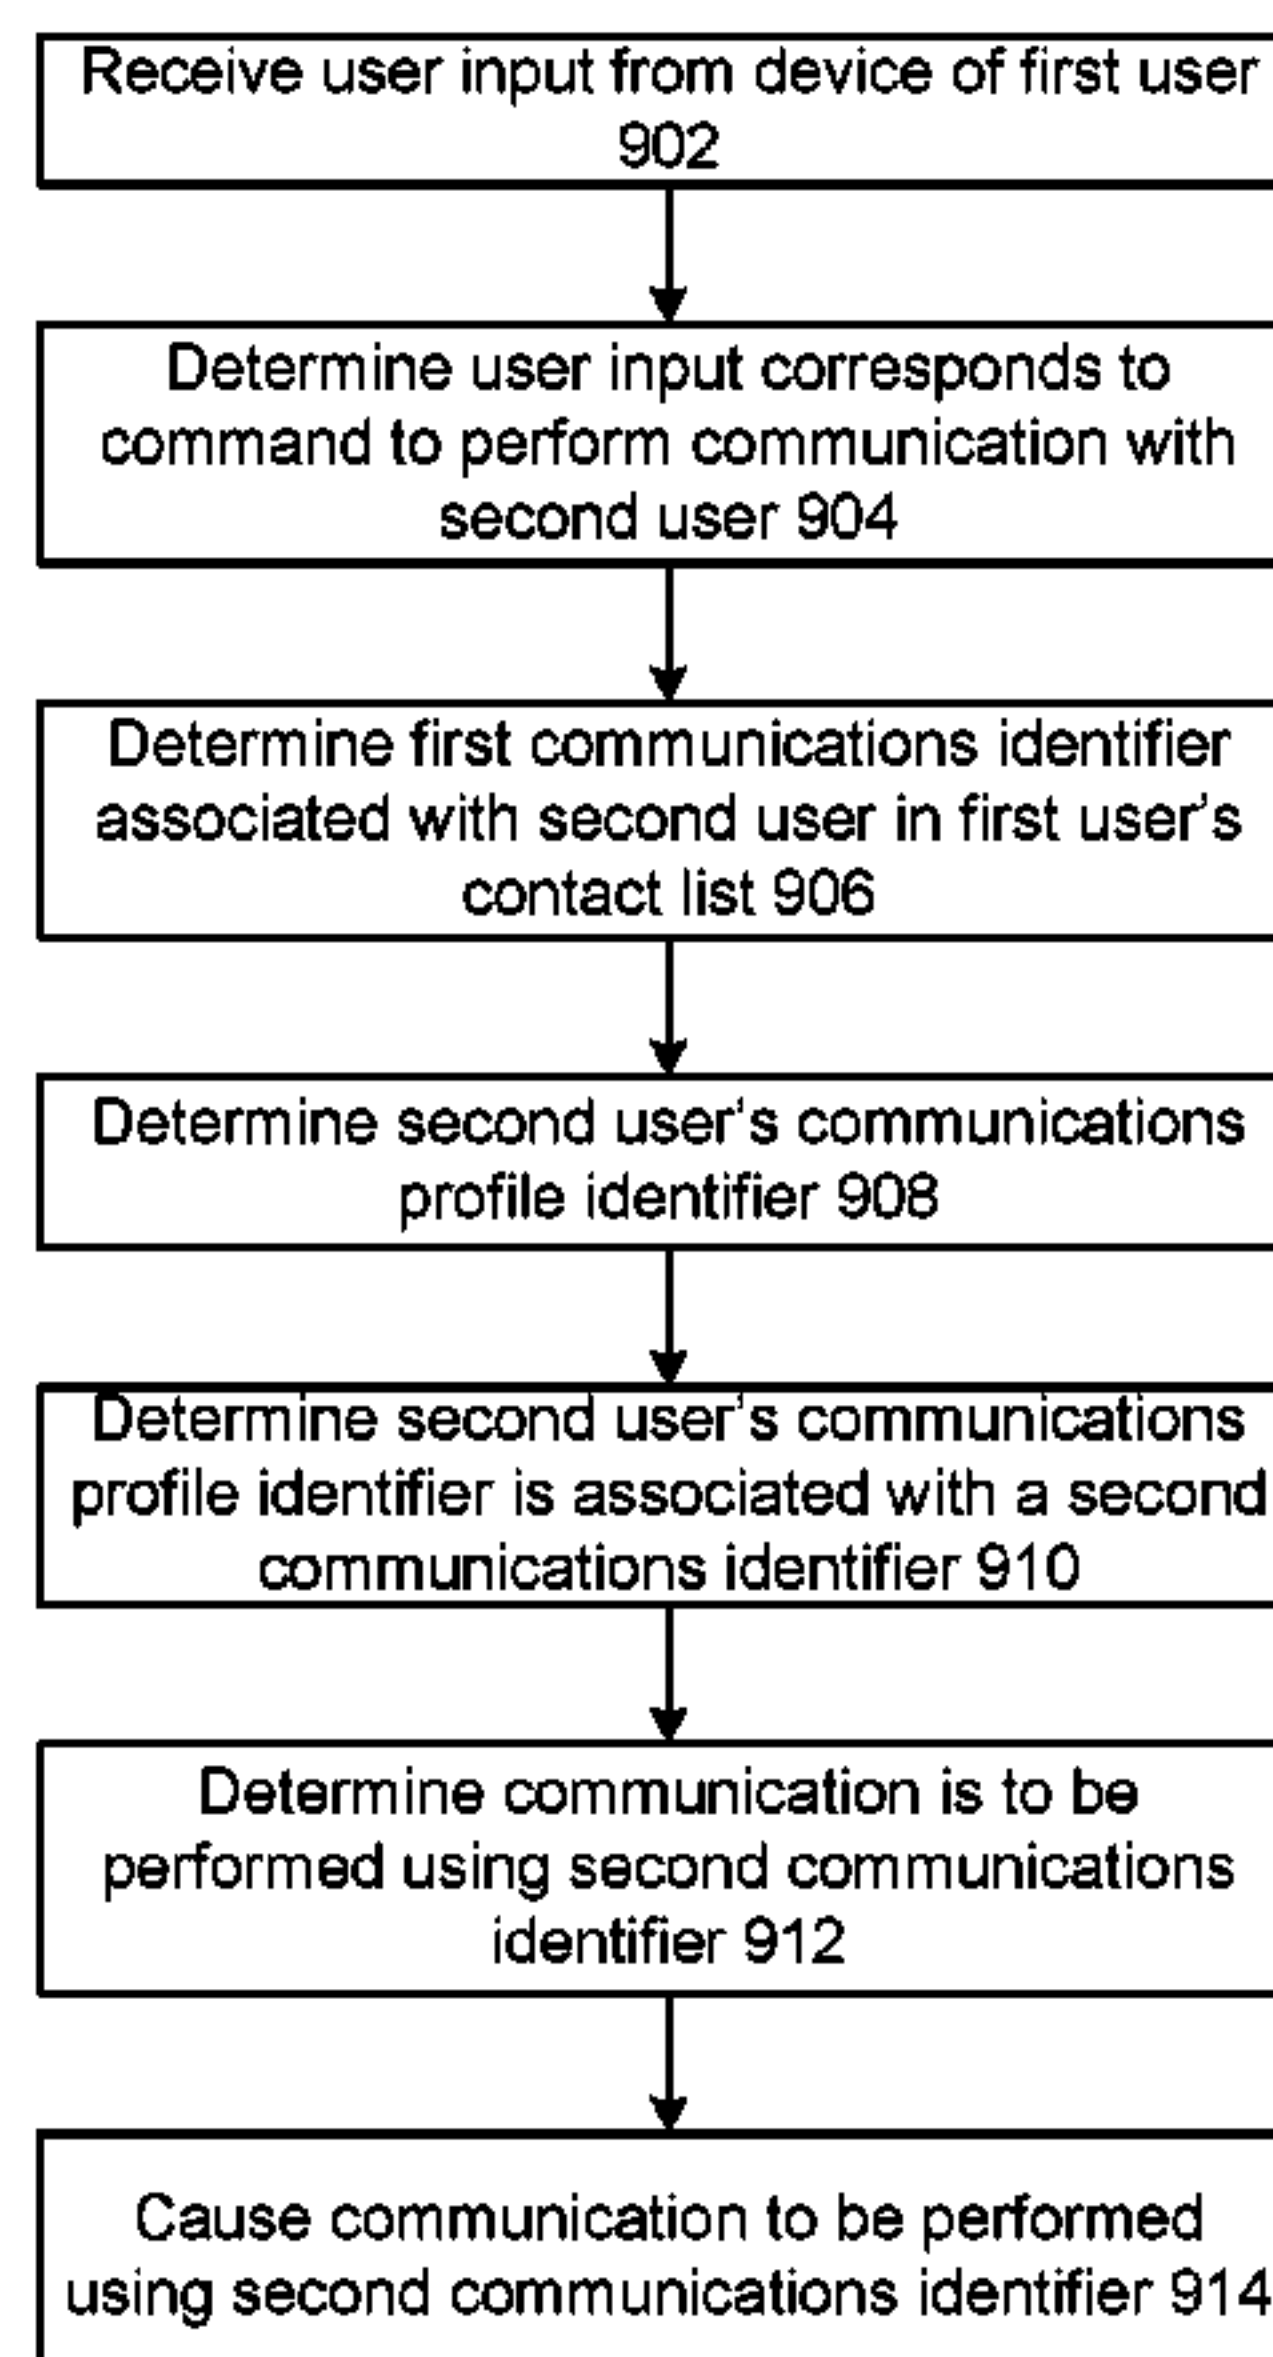 Receive user input from device of first user
902
Determine user input corresponds to
command to perform communication with
second user 904
Determine first communications identifier
associated with second user in first user's
contact list 906
Determine second user's communications
profile identifier 908
Determine second user's communications
profile identifier is associated with a second
communications identifier 910
Determine communication is to be
performed using second communications
identifier 912
Cause communication to be performed
using second communications identifier 914